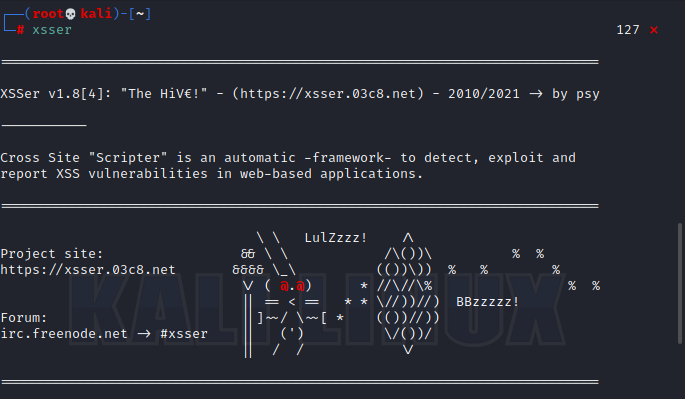 ┌──(root💀kali)-[~]
└─# xsser 127 ⨯
===========================================================================
XSSer v1.8[4]: "The HiV€!" - (https://xsser.03c8.net) - 2010/2021 -> by psy
-----------
Cross Site "Scripter" is an automatic -framework- to detect, exploit and
report XSS vulnerabilities in web-based applications.
===========================================================================
\ \ LulZzzz! /\
Project site: && \ \ /\())\ % %
https://xsser.03c8.net &&&& \_\ (())\)) % % %
\/ ( @.@) * //\//\% % %
|| == < == * * \//))//) BBzzzzz!
Forum: || ]~~/ \~~[ * (())//))
irc.freenode.net -> #xsser || (') \/())/
|| / / \/
===========================================================================
KALI LINUX